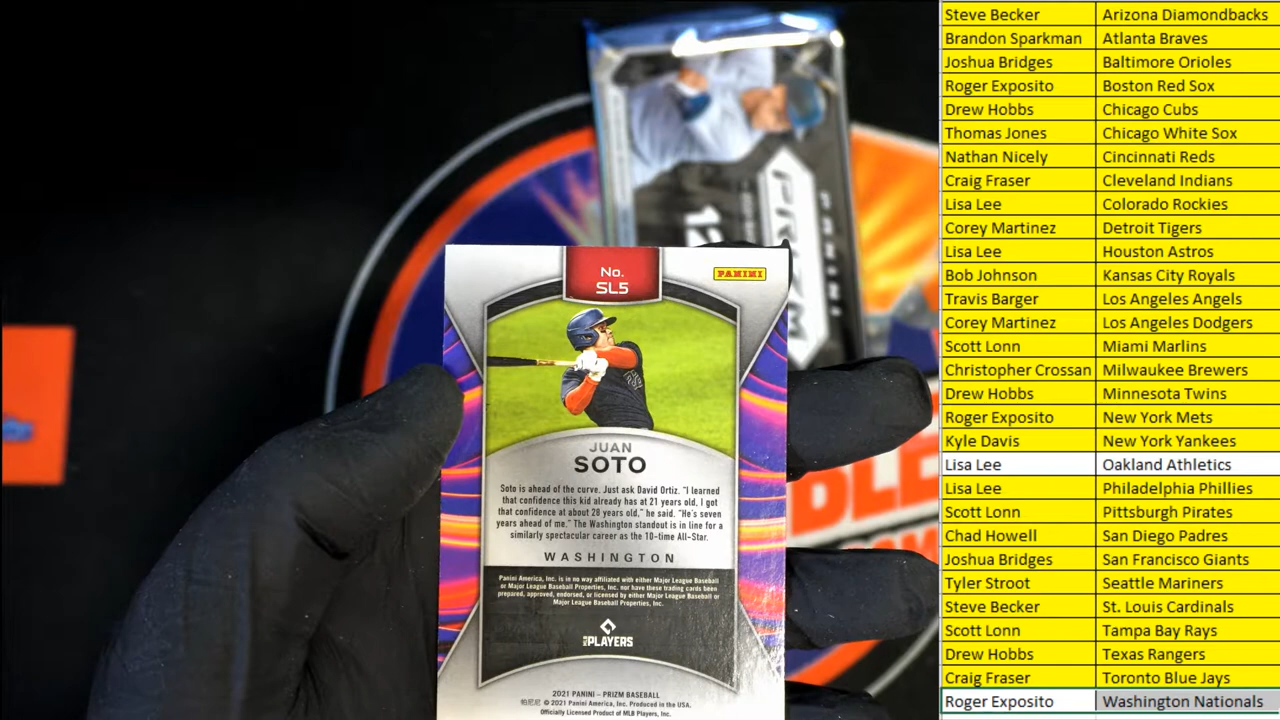 PRIZM
PANINI
12
No.
SL5
PANINI
JUAN
SOTO
Soto is ahead of the curve. Just ask David Ortiz. "I learned
that confidence this kid already has at 21 years old, I got
that confidence at about 28 years old," he said. "He's seven
years ahead of me." The Washington standout is in line for a
similarly spectacular career as the 10-time All-Star.
WASHINGTON
Panini America, Inc. is in no way affiliated with either Major League Baseball
or Major League Baseball Properties, Inc. nor have these trading cards been
prepared, approved, endorsed, or licensed by either Major League Baseball or
Major League Baseball Properties, Inc.
MLB PLAYERS
2021 PANINI – PRIZM BASEBALL
帕尼尼 © 2021 Panini America, Inc. Produced in the USA.
Officially Licensed Product of MLB Players, Inc.
Steve Becker Arizona Diamondbacks
Brandon Sparkman Atlanta Braves
Joshua Bridges Baltimore Orioles
Roger Exposito Boston Red Sox
Drew Hobbs Chicago Cubs
Thomas Jones Chicago White Sox
Nathan Nicely Cincinnati Reds
Craig Fraser Cleveland Indians
Lisa Lee Colorado Rockies
Corey Martinez Detroit Tigers
Lisa Lee Houston Astros
Bob Johnson Kansas City Royals
Travis Barger Los Angeles Angels
Corey Martinez Los Angeles Dodgers
Scott Lonn Miami Marlins
Christopher Crossan Milwaukee Brewers
Drew Hobbs Minnesota Twins
Roger Exposito New York Mets
Kyle Davis New York Yankees
Lisa Lee Oakland Athletics
Lisa Lee Philadelphia Phillies
Scott Lonn Pittsburgh Pirates
Chad Howell San Diego Padres
Joshua Bridges San Francisco Giants
Tyler Stroot Seattle Mariners
Steve Becker St. Louis Cardinals
Scott Lonn Tampa Bay Rays
Drew Hobbs Texas Rangers
Craig Fraser Toronto Blue Jays
Roger Exposito Washington Nationals